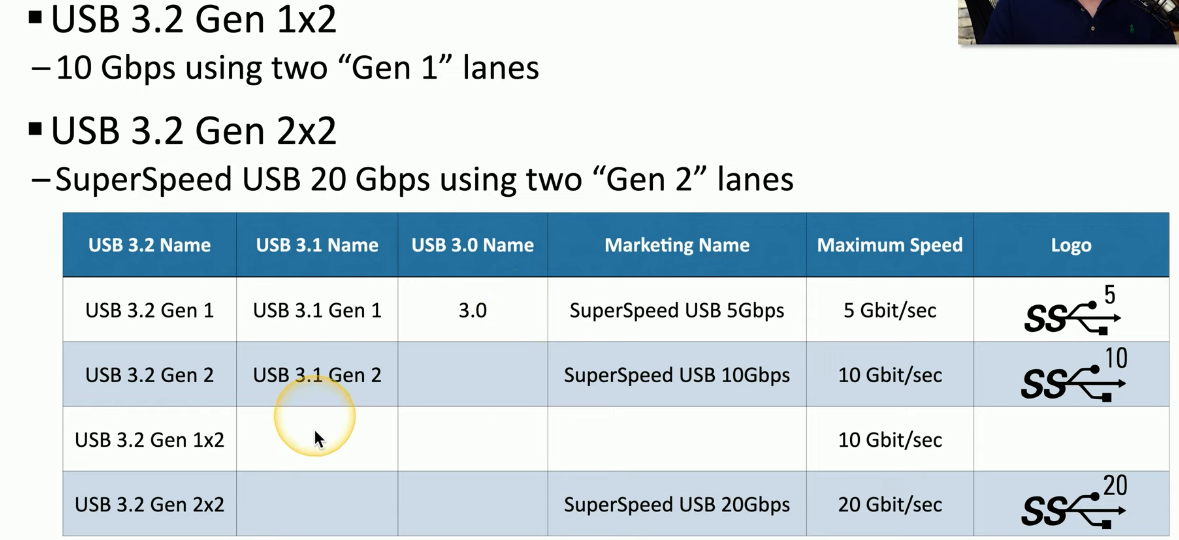 ▪ USB 3.2 Gen 1x2
– 10 Gbps using two “Gen 1” lanes
▪ USB 3.2 Gen 2x2
– SuperSpeed USB 20 Gbps using two “Gen 2” lanes
USB 3.2 Name USB 3.1 Name USB 3.0 Name Marketing Name Maximum Speed Logo
USB 3.2 Gen 1 USB 3.1 Gen 1 3.0 SuperSpeed USB 5Gbps 5 Gbit/sec SS 5
USB 3.2 Gen 2 USB 3.1 Gen 2 SuperSpeed USB 10Gbps 10 Gbit/sec SS 10
USB 3.2 Gen 1x2 10 Gbit/sec
USB 3.2 Gen 2x2 SuperSpeed USB 20Gbps 20 Gbit/sec SS 20